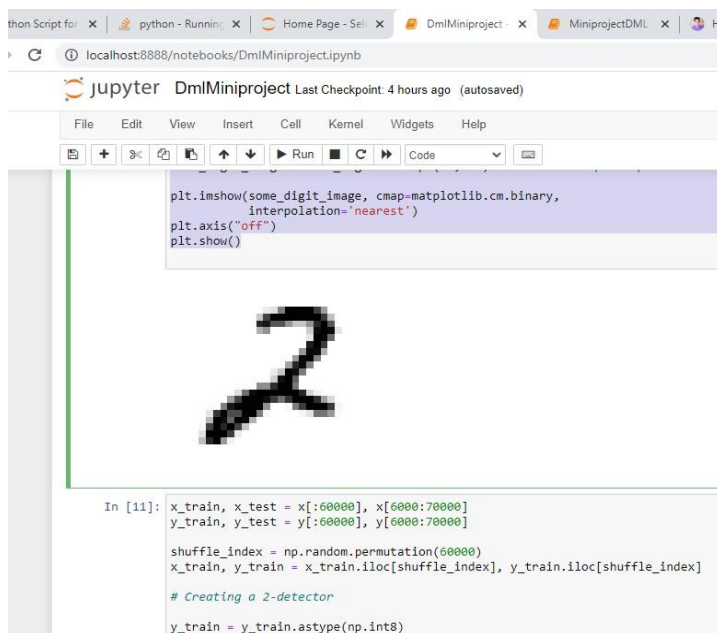 thon Script for
python - Running
Home Page - Sele
DmlMiniproject -
MiniprojectDML
localhost:8888/notebooks/DmlMiniproject.ipynb
jupyter DmlMiniproject Last Checkpoint: 4 hours ago (autosaved)
File Edit View Insert Cell Kernel Widgets Help
Run Code
plt.imshow(some_digit_image, cmap=matplotlib.cm.binary,
interpolation='nearest')
plt.axis("off")
plt.show()
2
In [11]: x_train, x_test = x[:60000], x[6000:70000]
y_train, y_test = y[:60000], y[6000:70000]
shuffle_index = np.random.permutation(60000)
x_train, y_train = x_train.iloc[shuffle_index], y_train.iloc[shuffle_index]
# Creating a 2-detector
y_train = y_train.astype(np.int8)